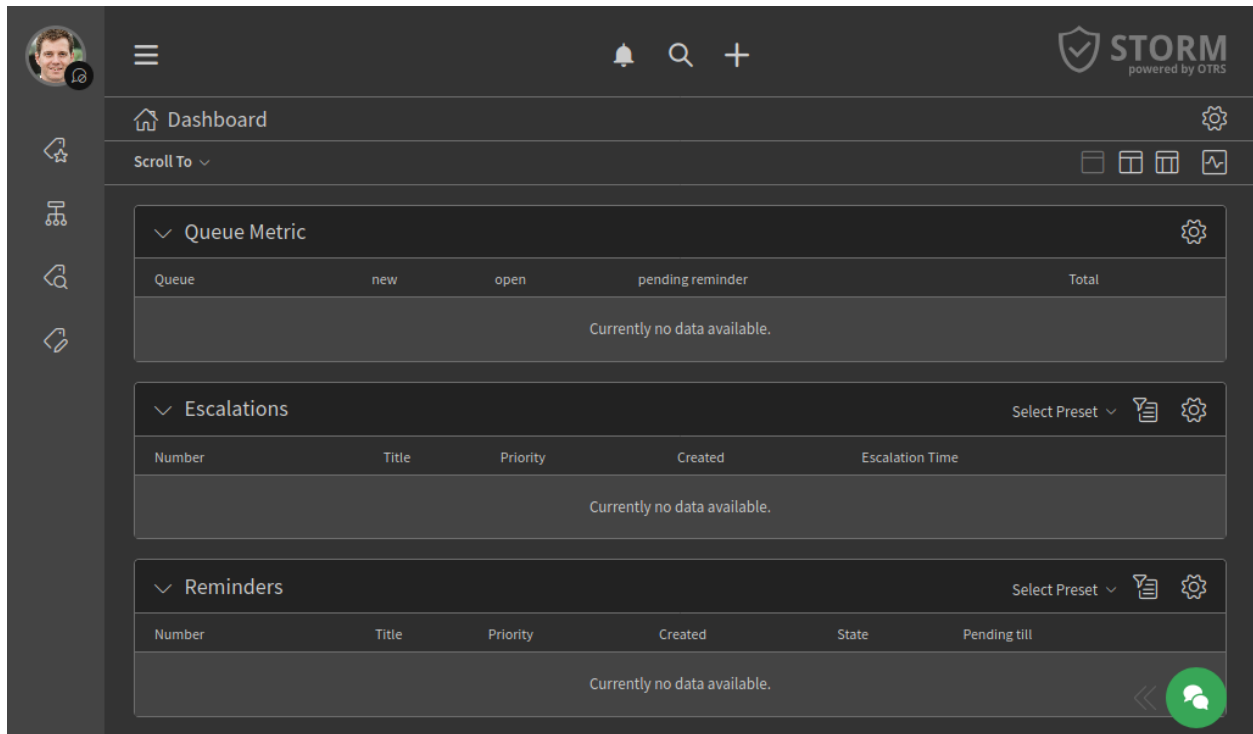 STORM
powered by OTRS
Dashboard
Scroll To
Queue Metric
Queue new open pending reminder Total
Currently no data available.
Escalations Select Preset
Number Title Priority Created Escalation Time
Currently no data available.
Reminders Select Preset
Number Title Priority Created State Pending till
Currently no data available.